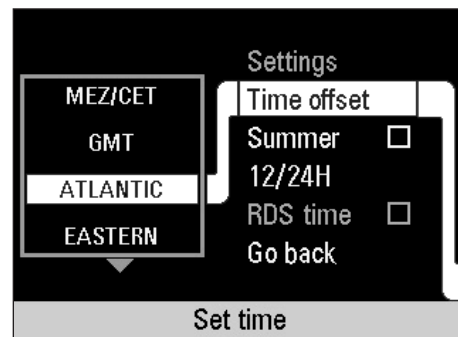 MEZ/CET
GMT
ATLANTIC
EASTERN
Settings
Time offset
Summer
12/24H
RDS time
Go back
Set time